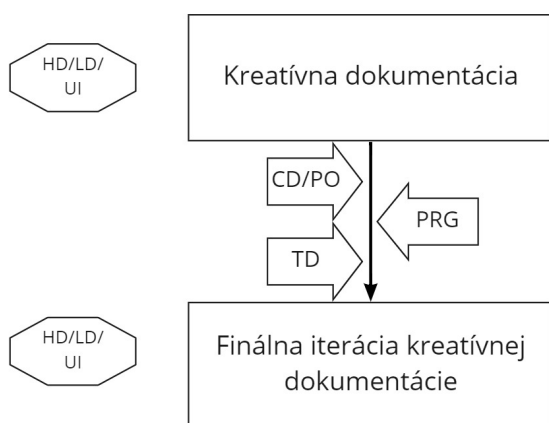 HD/LD/
UI
Kreatívna dokumentácia
CD/PO
PRG
TD
HD/LD/
UI
Finálna iterácia kreatívnej
dokumentácie